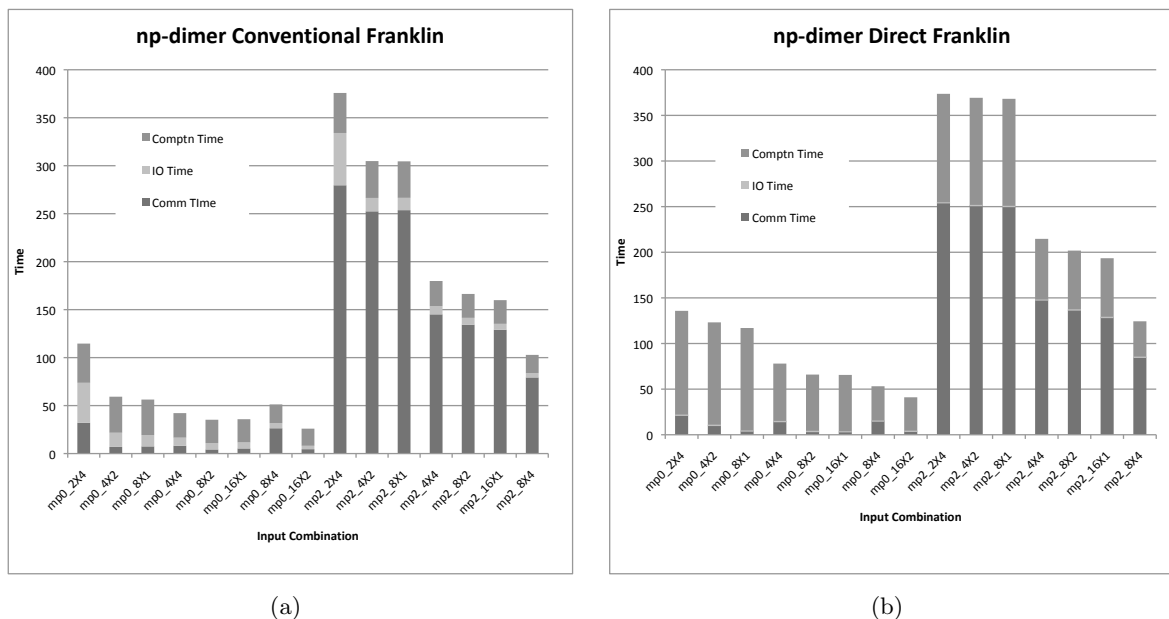 np-dimer Conventional Franklin
400
350
300
250
200
150
100
50
0
Time
Comptn Time
IO Time
Comm TIme
mp0_2X4
mp0_4X2
mp0_8X1
mp0_4X4
mp0_8X2
mp0_16X1
mp0_8X4
mp0_16X2
mp2_2X4
mp2_4X2
mp2_8X1
mp2_4X4
mp2_8X2
mp2_16X1
mp2_8X4
Input Combination
(a)
np-dimer Direct Franklin
400
350
300
250
200
150
100
50
0
Time
Comptn Time
IO Time
Comm Time
mp0_2X4
mp0_4X2
mp0_8X1
mp0_4X4
mp0_8X2
mp0_16X1
mp0_8X4
mp0_16X2
mp2_2X4
mp2_4X2
mp2_8X1
mp2_4X4
mp2_8X2
mp2_16X1
mp2_8X4
Input Combination
(b)